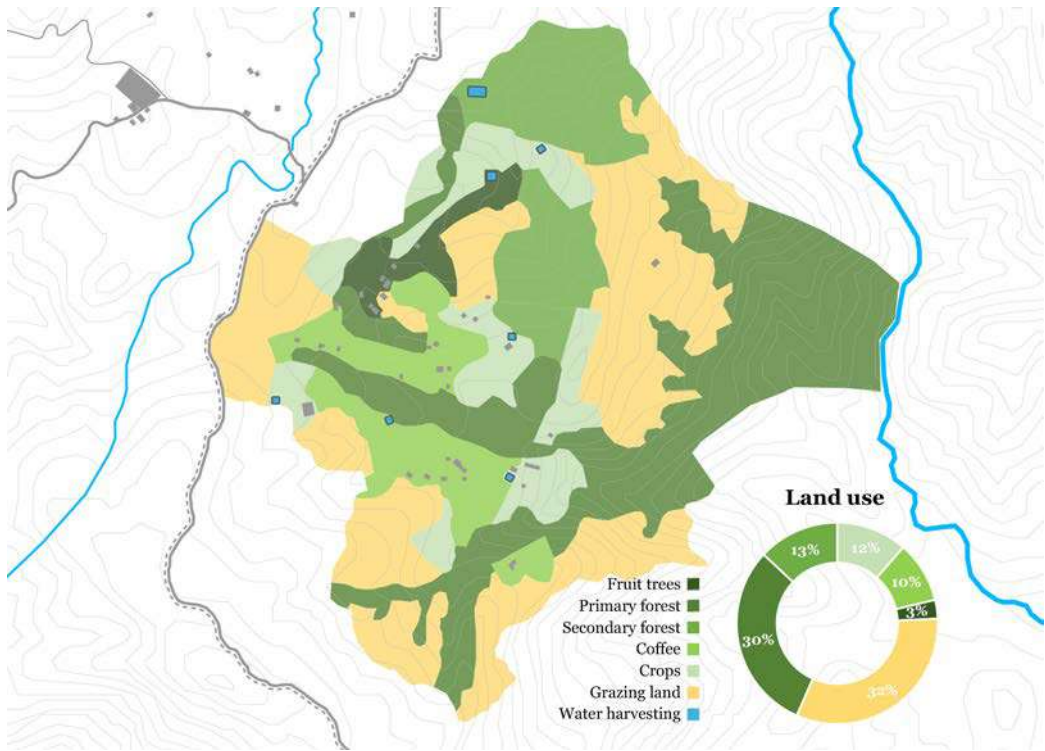 Land use
13%
12%
10%
3%
30%
32%
Fruit trees
Primary forest
Secondary forest
Coffee
Crops
Grazing land
Water harvesting